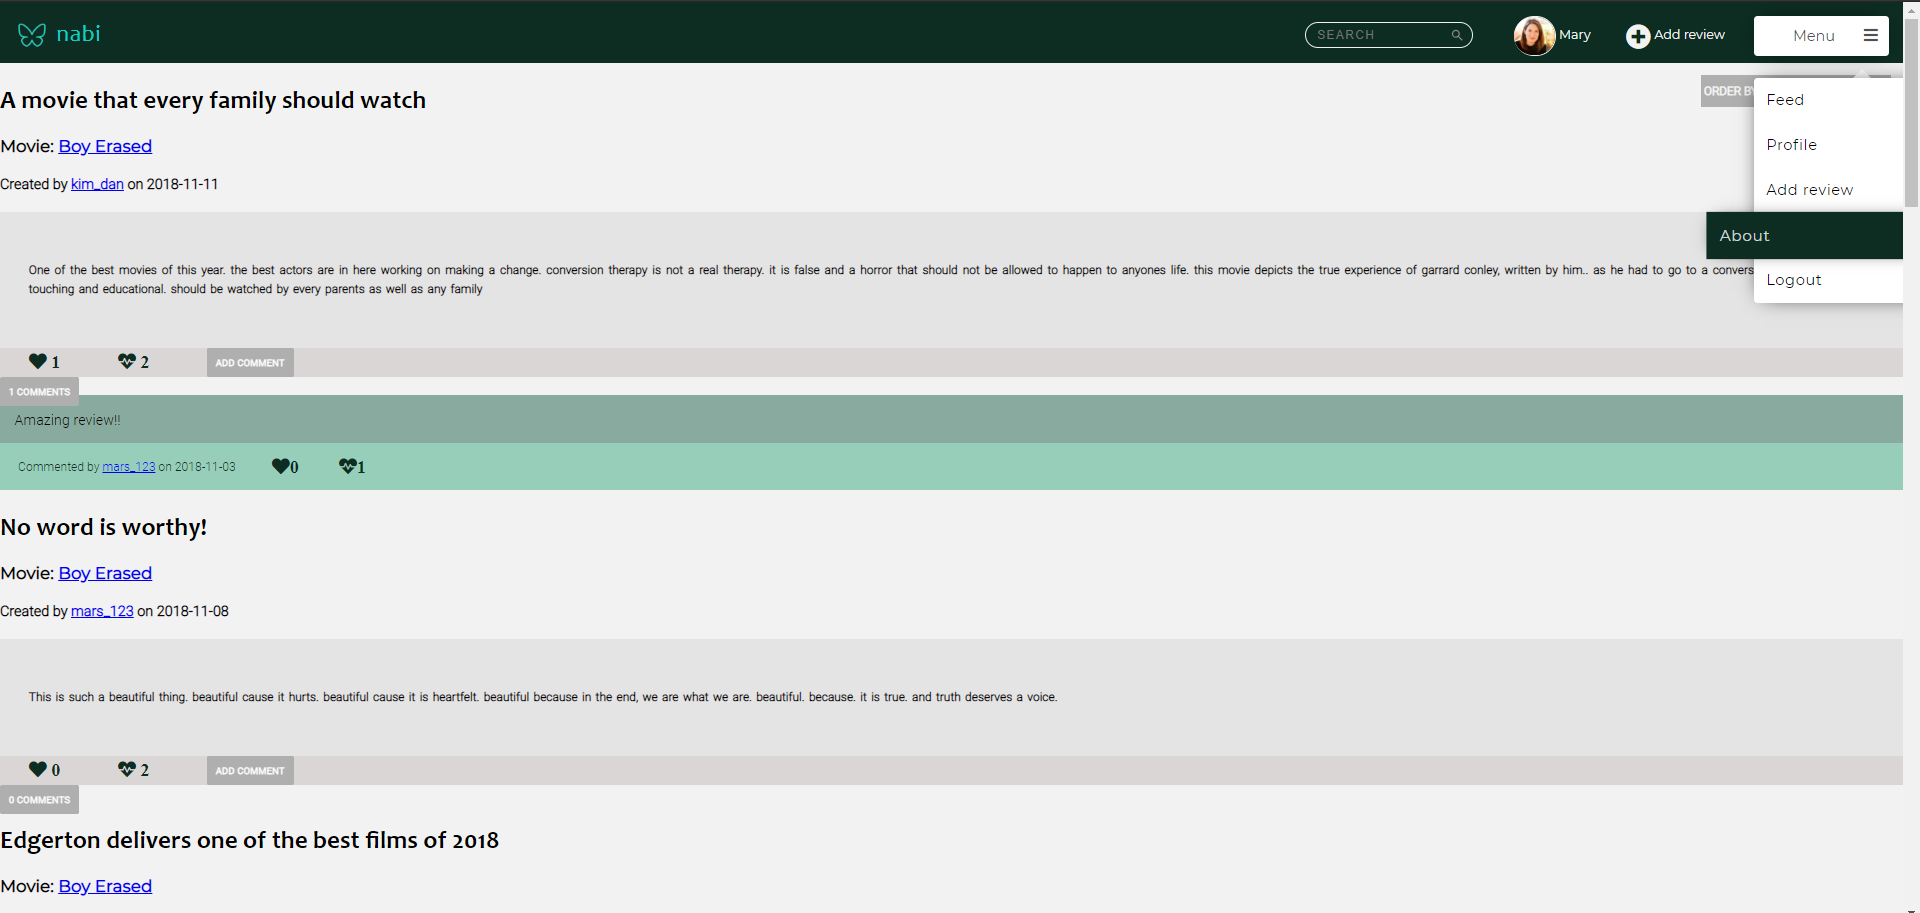 nabi
SEARCH
Mary
Add review
Menu
A movie that every family should watch
ORDER BY
Feed
Movie: Boy Erased
Profile
Created by kim_dan on 2018-11-11
Add review
About
One of the best movies of this year. the best actors are in here working on making a change. conversion therapy is not a real therapy. it is false and a horror that should not be allowed to happen to anyones life. this movie depicts the true experience of garrard conley, written by him.. as he had to go to a convers
touching and educational. should be watched by every parents as well as any family
Logout
1
2
ADD COMMENT
1 COMMENTS
Amazing review!!
Commented by mars_123 on 2018-11-03
0
1
No word is worthy!
Movie: Boy Erased
Created by mars_123 on 2018-11-08
This is such a beautiful thing. beautiful cause it hurts. beautiful cause it is heartfelt. beautiful because in the end, we are what we are. beautiful. because. it is true. and truth deserves a voice.
0
2
ADD COMMENT
0 COMMENTS
Edgerton delivers one of the best films of 2018
Movie: Boy Erased